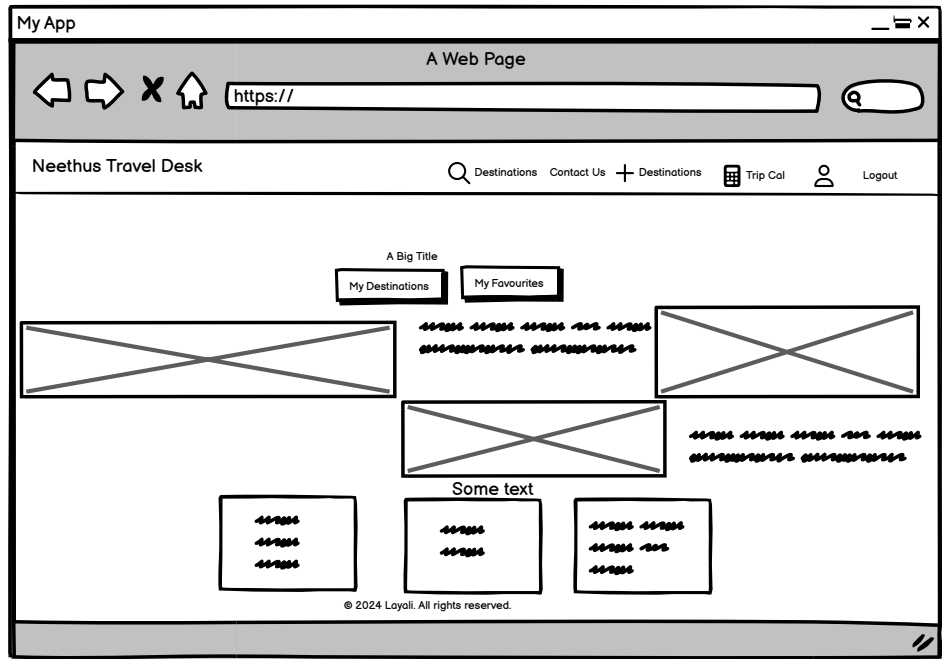 My App
A Web Page
https://
Neethus Travel Desk
Destinations Contact Us Destinations Trip Cal Logout
A Big Title
My Destinations My Favourites
Some text
© 2024 Layali. All rights reserved.